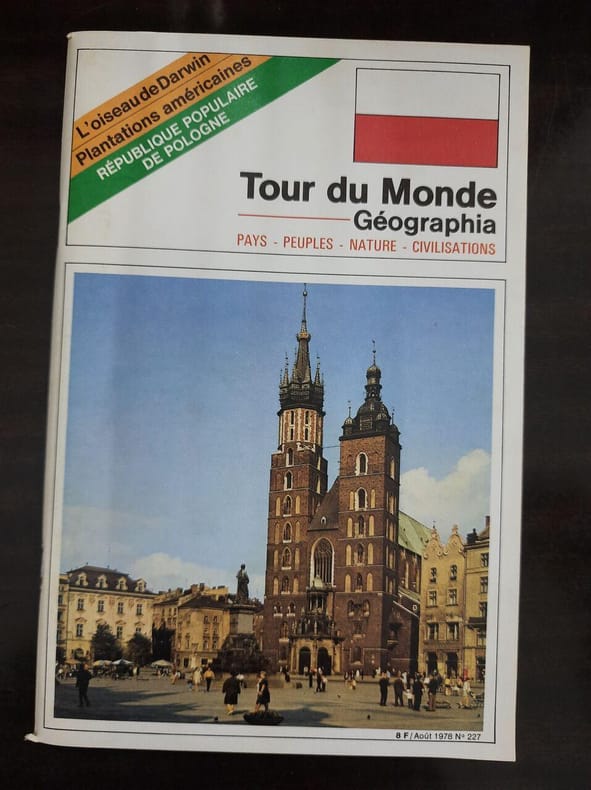 L'oiseau de Darwin
Plantations américaines
RÉPUBLIQUE POPULAIRE
DE POLOGNE
Tour du Monde
Géographia
PAYS - PEUPLES - NATURE - CIVILISATIONS
8 F / Août 1978 No 227